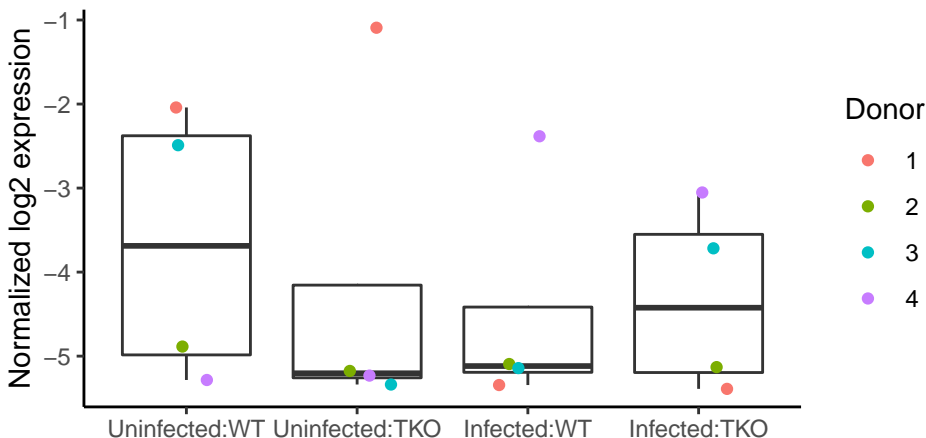 Normalized log2 expression
−1
−2
−3
−4
−5
Uninfected:WT
Uninfected:TKO
Infected:WT
Infected:TKO
Donor
1
2
3
4